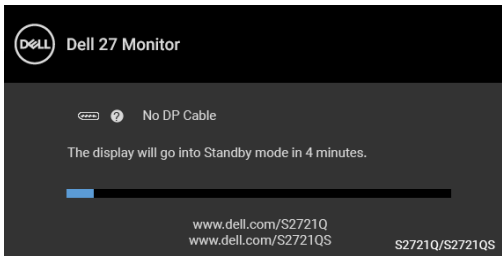 DELL
Dell 27 Monitor
? No DP Cable
The display will go into Standby mode in 4 minutes.
www.dell.com/S2721Q
www.dell.com/S2721QS
S2721Q/S2721QS